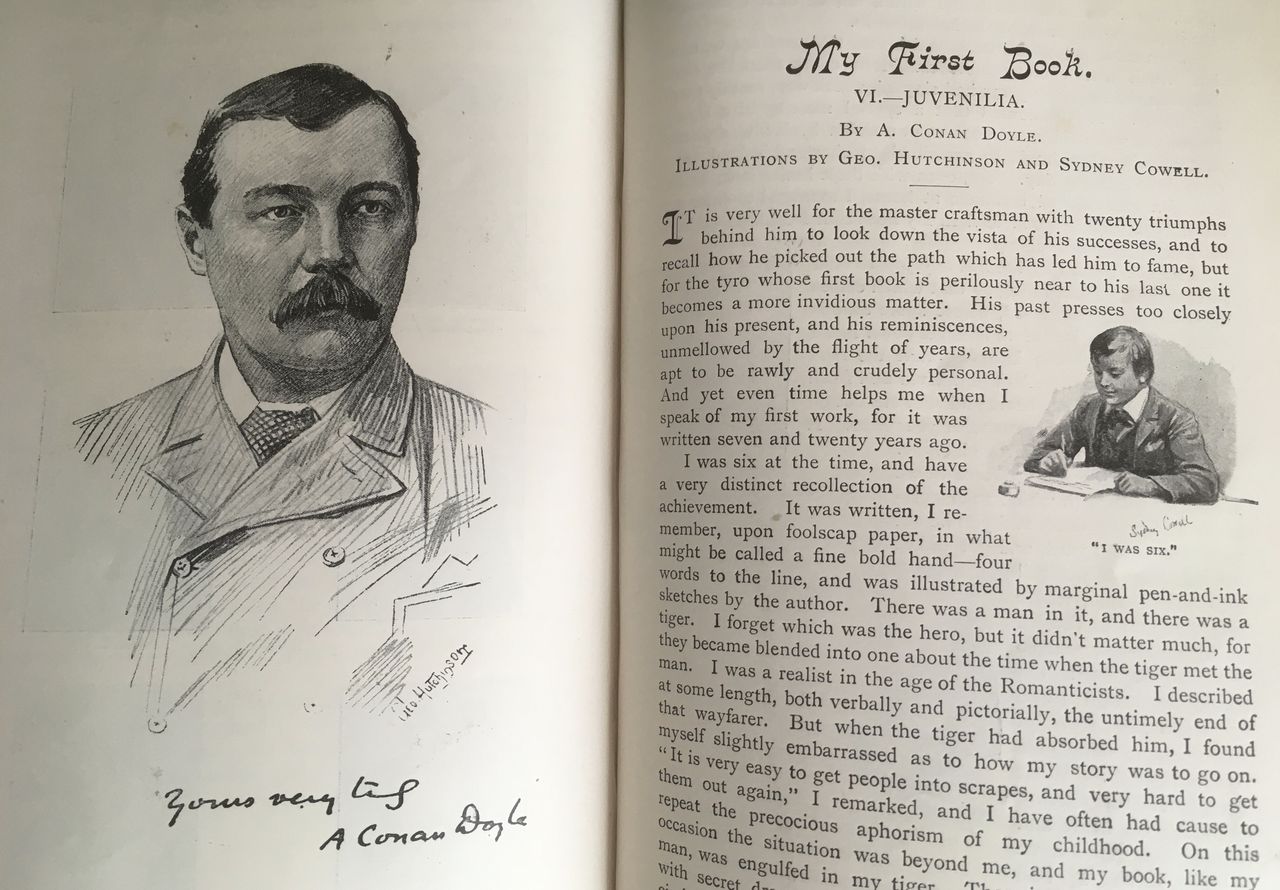 Geo Hutchinson
Yours very truly
A Conan Doyle
My First Book.
VI.—JUVENILIA.
By A. Conan Doyle.
Illustrations by Geo. Hutchinson and Sydney Cowell.
IT is very well for the master craftsman with twenty triumphs
behind him to look down the vista of his successes, and to
recall how he picked out the path which has led him to fame, but
for the tyro whose first book is perilously near to his last one it
becomes a more invidious matter. His past presses too closely
upon his present, and his reminiscences,
unmellowed by the flight of years, are
apt to be rawly and crudely personal.
And yet even time helps me when I
speak of my first work, for it was
written seven and twenty years ago.
I was six at the time, and have
a very distinct recollection of the
achievement. It was written, I re-
member, upon foolscap paper, in what
might be called a fine bold hand—four
words to the line, and was illustrated by marginal pen-and-ink
sketches by the author. There was a man in it, and there was a
tiger. I forget which was the hero, but it didn't matter much, for
they became blended into one about the time when the tiger met the
man. I was a realist in the age of the Romanticists. I described
at some length, both verbally and pictorially, the untimely end of
that wayfarer. But when the tiger had absorbed him, I found
myself slightly embarrassed as to how my story was to go on.
"It is very easy to get people into scrapes, and very hard to get
them out again," I remarked, and I have often had cause to
repeat the precocious aphorism of my childhood. On this
occasion the situation was beyond me, and my book, like my
man, was engulfed in my tiger.
with secret
Sydney Cowell
"I WAS SIX."